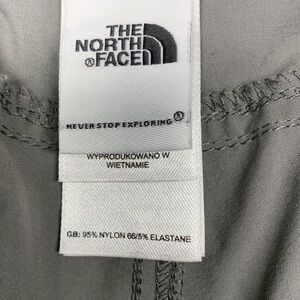 THE
NORTH
FACE
NEVER STOP EXPLORING
WYPRODUKOWANO W
WIETNAMIE
GB: 95% NYLON 66/5% ELASTANE